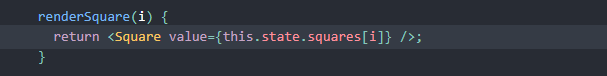 renderSquare(i) {
return <Square value={this.state.squares[i]} />;
}